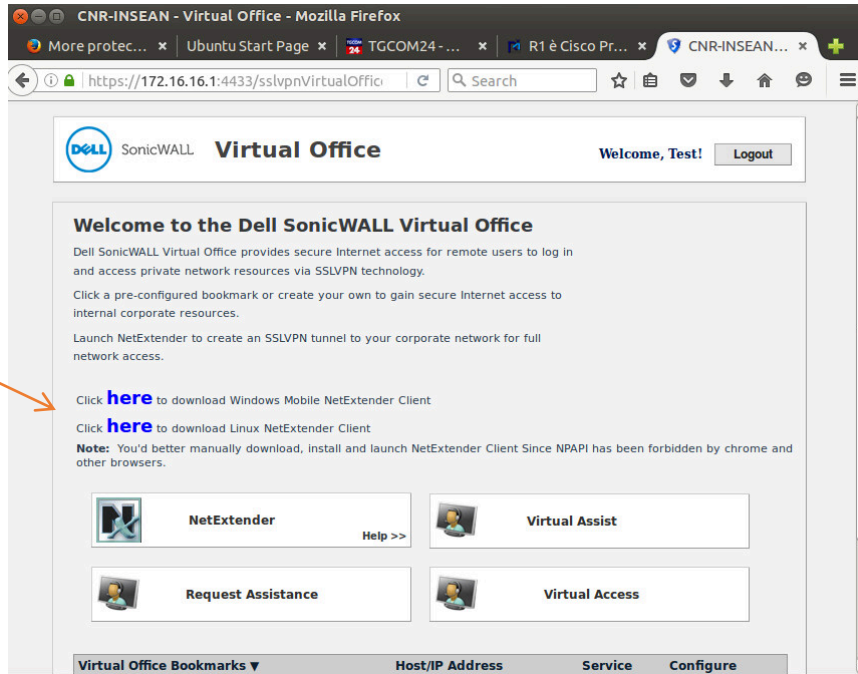 CNR-INSEAN - Virtual Office - Mozilla Firefox
More protec... × Ubuntu Start Page × TGCOM24 - ... × R1 è Cisco Pr... × CNR-INSEAN... ×
https://172.16.16.1:4433/sslvpnVirtualOffic Search
DELL SonicWALL Virtual Office Welcome, Test! Logout
Welcome to the Dell SonicWALL Virtual Office
Dell SonicWALL Virtual Office provides secure Internet access for remote users to log in
and access private network resources via SSLVPN technology.
Click a pre-configured bookmark or create your own to gain secure Internet access to
internal corporate resources.
Launch NetExtender to create an SSLVPN tunnel to your corporate network for full
network access.
Click here to download Windows Mobile NetExtender Client
Click here to download Linux NetExtender Client
Note: You'd better manually download, install and launch NetExtender Client Since NPAPI has been forbidden by chrome and
other browsers.
NetExtender
Help >>
Virtual Assist
Request Assistance
Virtual Access
Virtual Office Bookmarks ▼ Host/IP Address Service Configure